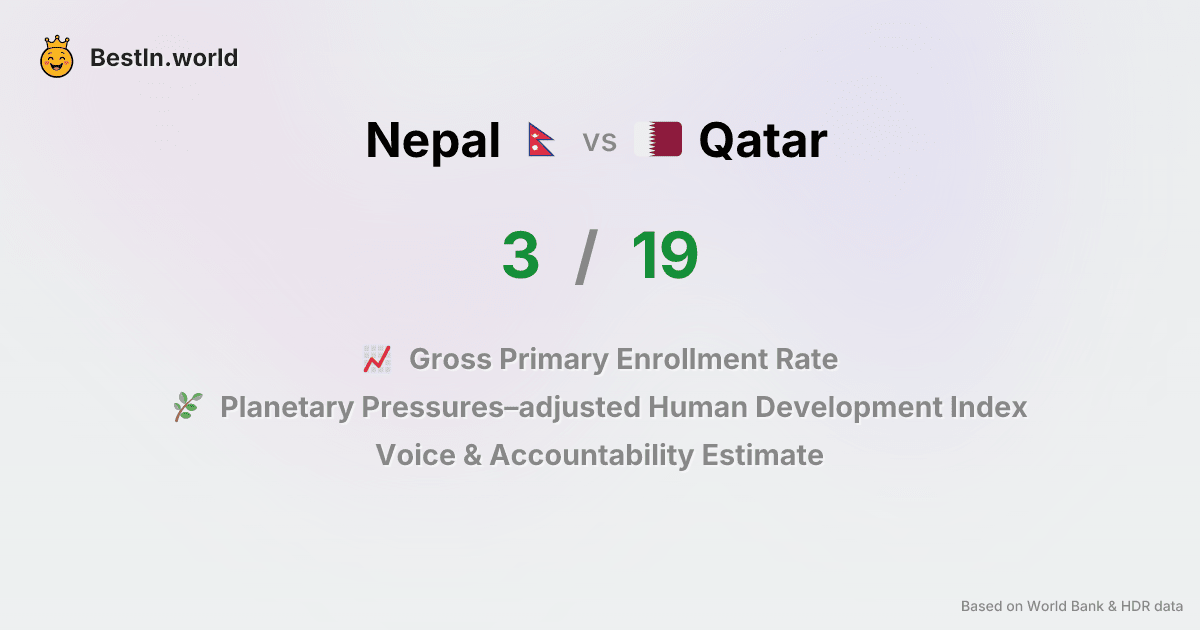 BestIn.world
Nepal vs Qatar
3 / 19
Gross Primary Enrollment Rate
Planetary Pressures–adjusted Human Development Index
Voice & Accountability Estimate
Based on World Bank & HDR data